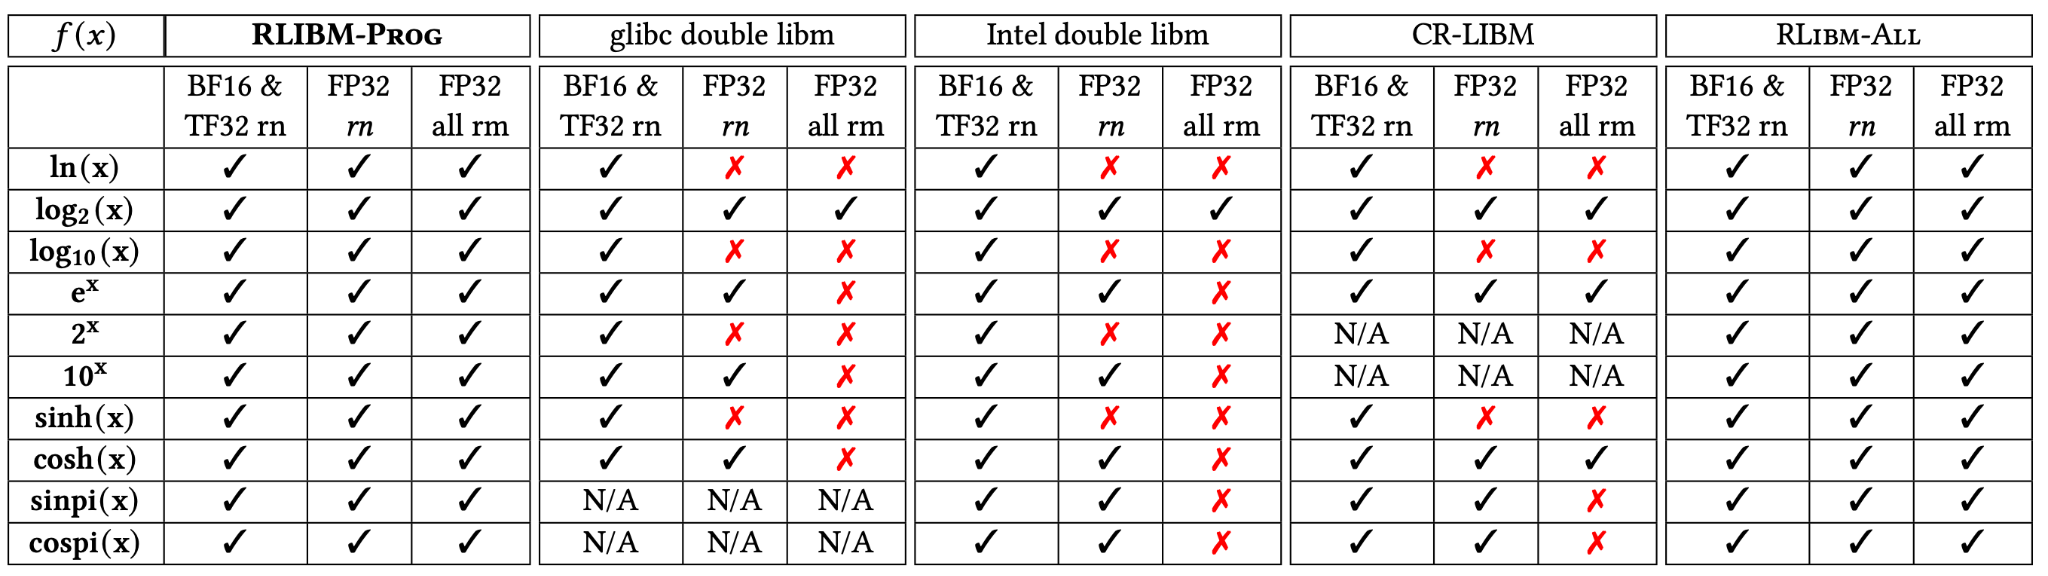 f(x) RLIBM-PROG glibc double libm Intel double libm CR-LIBM RLIBM-ALL
BF16 & FP32 FP32 BF16 & FP32 FP32 BF16 & FP32 FP32 BF16 & FP32 FP32 BF16 & FP32 FP32
TF32 rn rn all rm TF32 rn rn all rm TF32 rn rn all rm TF32 rn rn all rm TF32 rn rn all rm
ln(x) ✓ ✓ ✓ ✓ ✗ ✗ ✓ ✗ ✗ ✓ ✗ ✗ ✓ ✓ ✓
log₂(x) ✓ ✓ ✓ ✓ ✓ ✓ ✓ ✓ ✓ ✓ ✓ ✓ ✓ ✓ ✓
log₁₀(x) ✓ ✓ ✓ ✓ ✗ ✗ ✓ ✗ ✗ ✓ ✗ ✗ ✓ ✓ ✓
eˣ ✓ ✓ ✓ ✓ ✓ ✗ ✓ ✓ ✗ ✓ ✓ ✓ ✓ ✓ ✓
2ˣ ✓ ✓ ✓ ✓ ✗ ✗ ✓ ✗ ✗ N/A N/A N/A ✓ ✓ ✓
10ˣ ✓ ✓ ✓ ✓ ✓ ✗ ✓ ✓ ✗ N/A N/A N/A ✓ ✓ ✓
sinh(x) ✓ ✓ ✓ ✓ ✗ ✗ ✓ ✗ ✗ ✓ ✗ ✗ ✓ ✓ ✓
cosh(x) ✓ ✓ ✓ ✓ ✓ ✗ ✓ ✓ ✗ ✓ ✓ ✓ ✓ ✓ ✓
sinpi(x) ✓ ✓ ✓ N/A N/A N/A ✓ ✓ ✗ ✓ ✓ ✗ ✓ ✓ ✓
cospi(x) ✓ ✓ ✓ N/A N/A N/A ✓ ✓ ✗ ✓ ✓ ✗ ✓ ✓ ✓